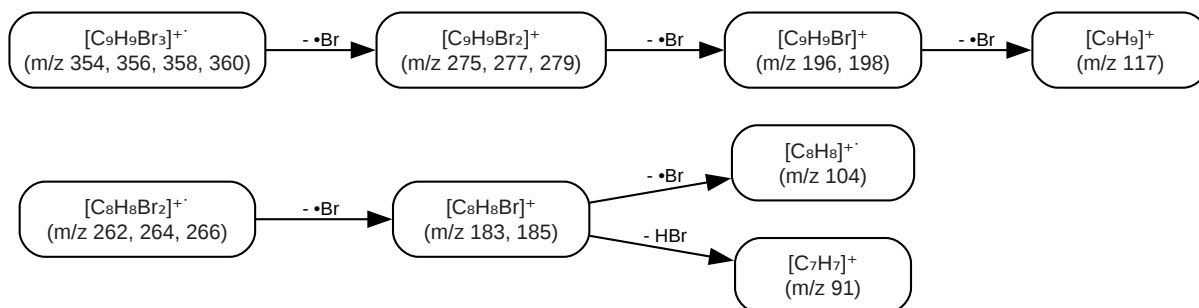 [C₉H₉Br₃]⁺˙
(m/z 354, 356, 358, 360)
- •Br
[C₉H₉Br₂]⁺
(m/z 275, 277, 279)
- •Br
[C₉H₉Br]⁺
(m/z 196, 198)
- •Br
[C₉H₉]⁺
(m/z 117)
[C₈H₈Br₂]⁺˙
(m/z 262, 264, 266)
- •Br
[C₈H₈Br]⁺
(m/z 183, 185)
- •Br
[C₈H₈]⁺˙
(m/z 104)
- HBr
[C₇H₇]⁺
(m/z 91)